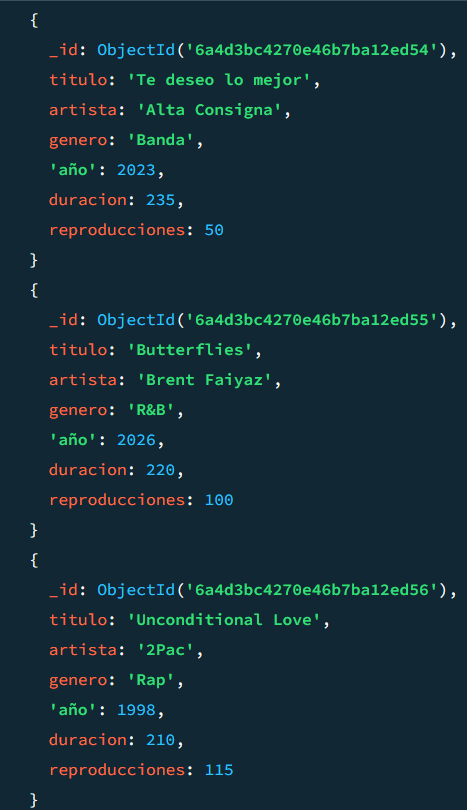 {
_id: ObjectId('6a4d3bc4270e46b7ba12ed54'),
titulo: 'Te deseo lo mejor',
artista: 'Alta Consigna',
genero: 'Banda',
'año': 2023,
duracion: 235,
reproducciones: 50
}
{
_id: ObjectId('6a4d3bc4270e46b7ba12ed55'),
titulo: 'Butterflies',
artista: 'Brent Faiyaz',
genero: 'R&B',
'año': 2026,
duracion: 220,
reproducciones: 100
}
{
_id: ObjectId('6a4d3bc4270e46b7ba12ed56'),
titulo: 'Unconditional Love',
artista: '2Pac',
genero: 'Rap',
'año': 1998,
duracion: 210,
reproducciones: 115
}